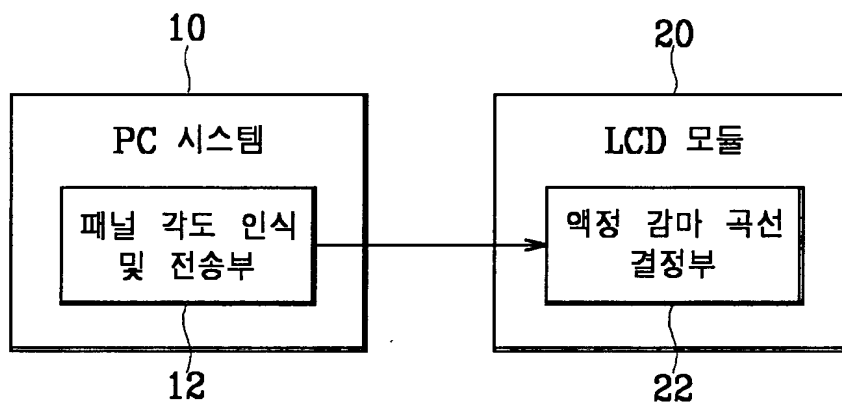 10
20
PC 시스템
LCD 모듈
패널 각도 인식
및 전송부
액정 감마 곡선
결정부
12
22